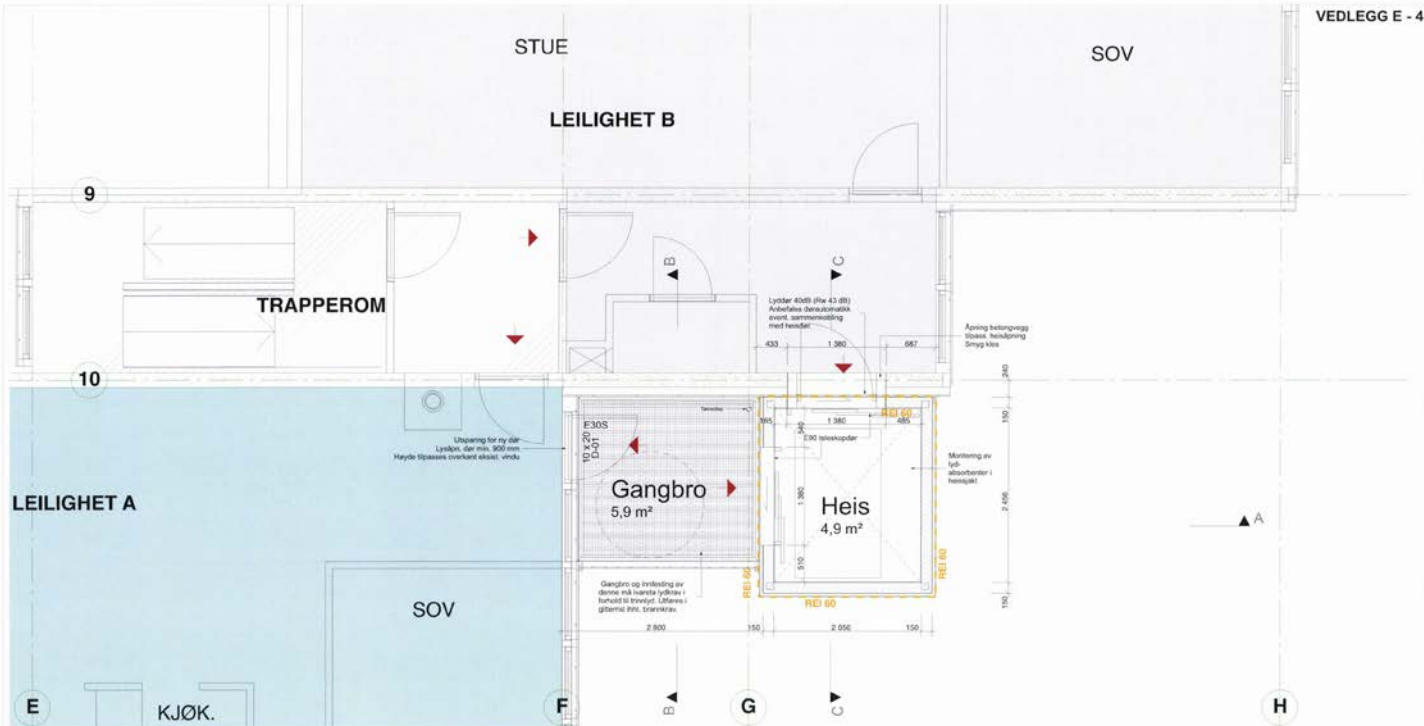 VEDLEGG E - 4
STUE
SOV
LEILIGHET B
9
TRAPPEROM
B
C
Lyddør 40dB (Rw 43 dB)
Anbefales dørautomatikk
event. sammenkobling
med heisdør.
Åpning betongvegg
tilpass. heisåpning
Smyg kles
433
1 380
687
10
240
150
Utsparing for ny dør
Lysåpn. dør min. 900 mm
Høyde tilpasses overkant eksist. vindu
E30S
10 x 20
D-01
165
1 380
485
REI 60
540
E90 teleskopdør
Montering av
lyd-
absorbenter i
heissjakt
LEILIGHET A
Gangbro
5,9 m²
Heis
4,9 m²
1 380
2 456
A
510
REI 60
REI 60
REI 60
150
Gangbro og innfesting av
denne må ivareta lydkrav i
forhold til trinnlyd. Utføres i
gitterrist ihht. brannkrav.
SOV
2 800
150
2 050
150
E
KJØK.
F
B
G
C
H